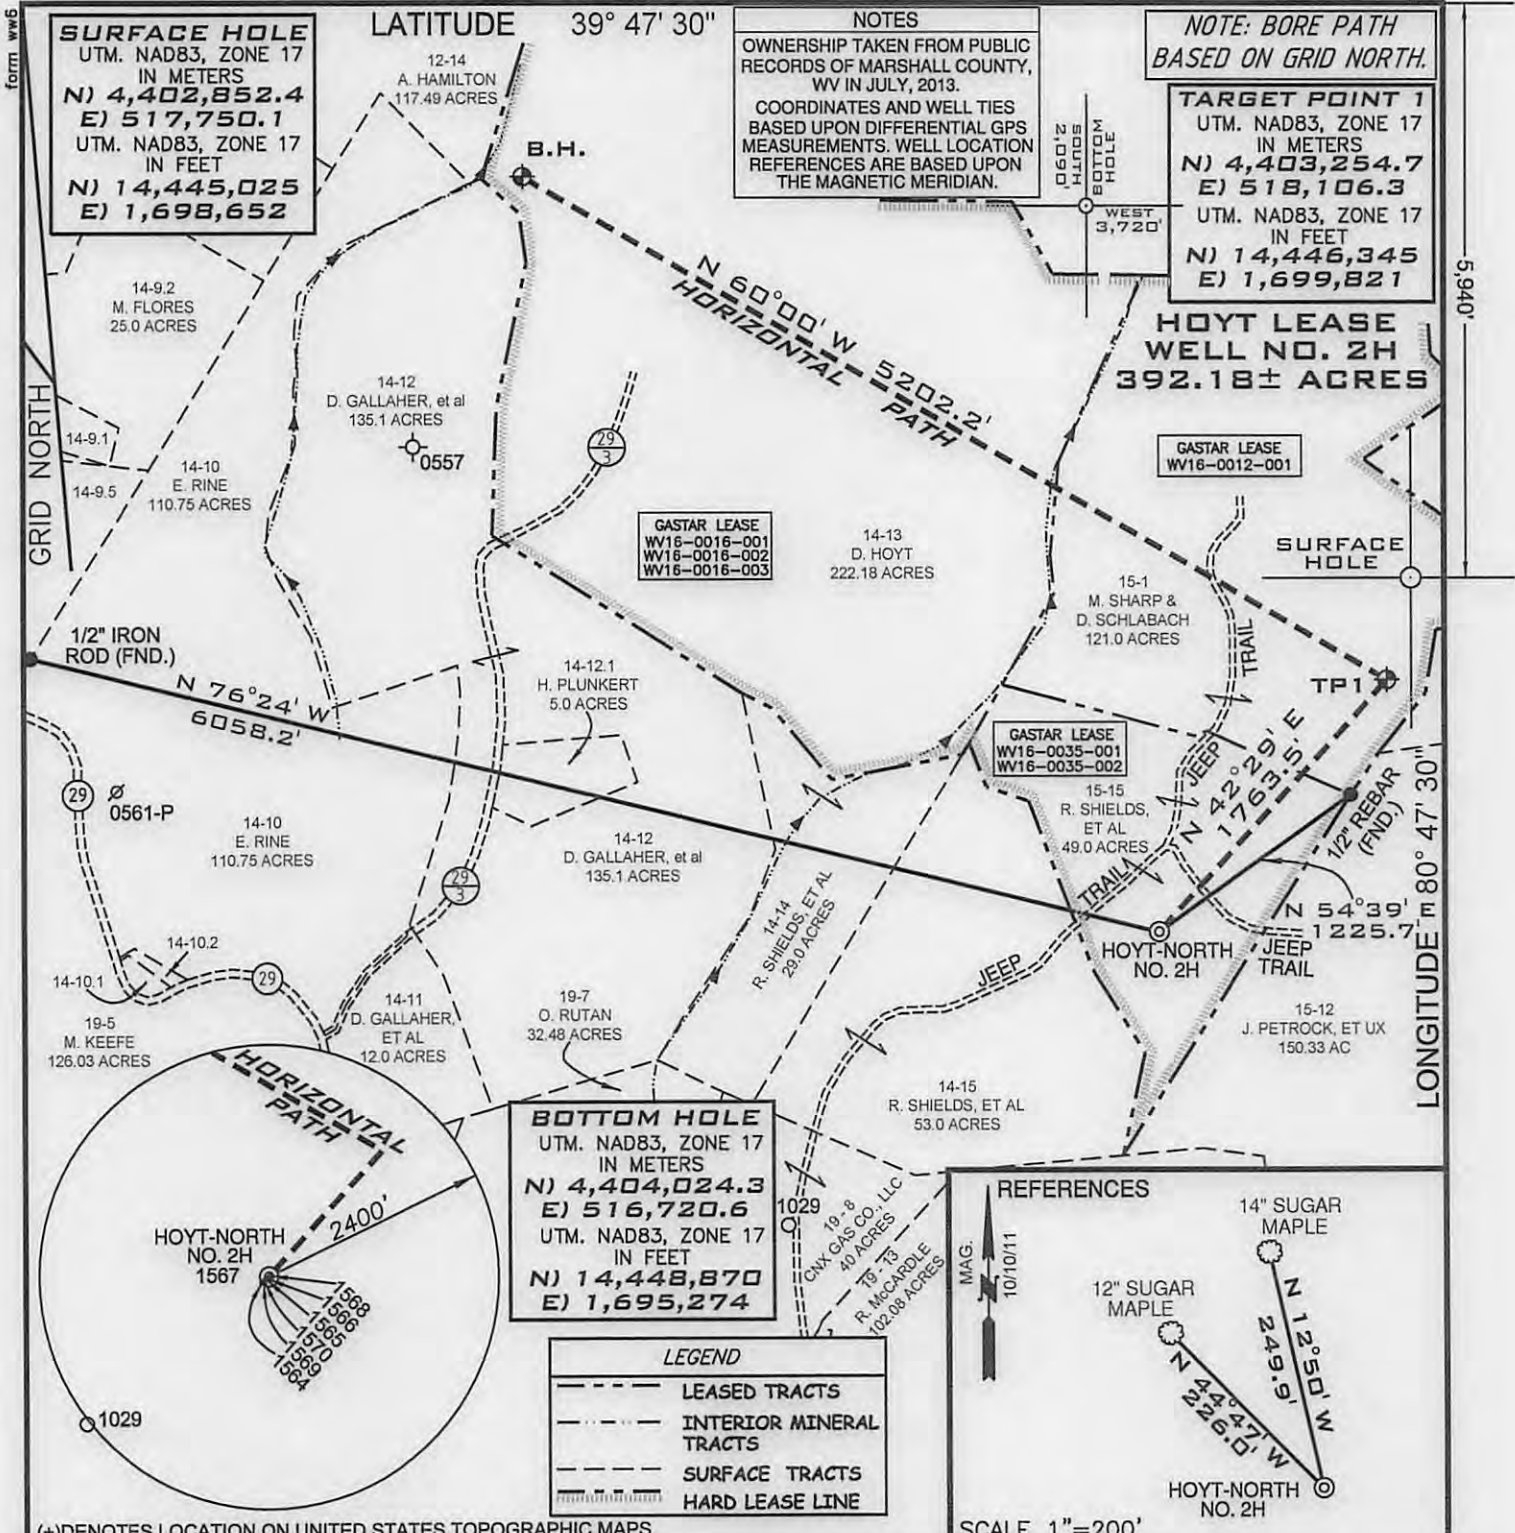 form ww6
LATITUDE 39° 47' 30"
SURFACE HOLE
UTM. NAD83, ZONE 17
IN METERS
N) 4,402,852.4
E) 517,750.1
UTM. NAD83, ZONE 17
IN FEET
N) 14,445,025
E) 1,698,652
12-14
A. HAMILTON
117.49 ACRES
NOTES
OWNERSHIP TAKEN FROM PUBLIC
RECORDS OF MARSHALL COUNTY,
WV IN JULY, 2013.
COORDINATES AND WELL TIES
BASED UPON DIFFERENTIAL GPS
MEASUREMENTS. WELL LOCATION
REFERENCES ARE BASED UPON
THE MAGNETIC MERIDIAN.
NOTE: BORE PATH
BASED ON GRID NORTH.
TARGET POINT 1
UTM. NAD83, ZONE 17
IN METERS
N) 4,403,254.7
E) 518,106.3
UTM. NAD83, ZONE 17
IN FEET
N) 14,446,345
E) 1,699,821
BOTTOM
HOLE
SOUTH
2,090'
WEST
3,720'
5,940'
B.H.
14-9.2
M. FLORES
25.0 ACRES
N 60°00' W 5202.2'
HORIZONTAL PATH
HOYT LEASE
WELL NO. 2H
392.18± ACRES
GRID NORTH
14-9.1
14-9.5
14-10
E. RINE
110.75 ACRES
14-12
D. GALLAHER, et al
135.1 ACRES
0557
29
3
GASTAR LEASE
WV16-0012-001
GASTAR LEASE
WV16-0016-001
WV16-0016-002
WV16-0016-003
14-13
D. HOYT
222.18 ACRES
SURFACE
HOLE
15-1
M. SHARP &
D. SCHLABACH
121.0 ACRES
TRAIL
JEEP
1/2" IRON
ROD (FND.)
N 76°24' W
6058.2'
14-12.1
H. PLUNKERT
5.0 ACRES
TP1
GASTAR LEASE
WV16-0035-001
WV16-0035-002
N 42°29' E
1763.5'
15-15
R. SHIELDS,
ET AL
49.0 ACRES
1/2" REBAR
(FND.)
LONGITUDE 80° 47' 30"
29
0561-P
14-10
E. RINE
110.75 ACRES
14-12
D. GALLAHER, et al
135.1 ACRES
29
3
14-14
R. SHIELDS, ET AL
29.0 ACRES
JEEP TRAIL
HOYT-NORTH
NO. 2H
N 54°39' E
1225.7'
JEEP
TRAIL
14-10.2
14-10.1
29
19-5
M. KEEFE
126.03 ACRES
14-11
D. GALLAHER,
ET AL
12.0 ACRES
19-7
O. RUTAN
32.48 ACRES
15-12
J. PETROCK, ET UX
150.33 AC
14-15
R. SHIELDS, ET AL
53.0 ACRES
HORIZONTAL
PATH
2400'
HOYT-NORTH
NO. 2H
1567
1568
1566
1565
1570
1569
1564
1029
BOTTOM HOLE
UTM. NAD83, ZONE 17
IN METERS
N) 4,404,024.3
E) 516,720.6
UTM. NAD83, ZONE 17
IN FEET
N) 14,448,870
E) 1,695,274
1029
19 - 8
CNX GAS CO., LLC
40 ACRES
19 - 13
R. McCARDLE
102.08 ACRES
REFERENCES
MAG.
10/10/11
14" SUGAR
MAPLE
12" SUGAR
MAPLE
N 12°50' W
249.9'
N 44°47' W
226.0'
HOYT-NORTH
NO. 2H
LEGEND
LEASED TRACTS
INTERIOR MINERAL
TRACTS
SURFACE TRACTS
HARD LEASE LINE
(+)DENOTES LOCATION ON UNITED STATES TOPOGRAPHIC MAPS
SCALE 1"=200'